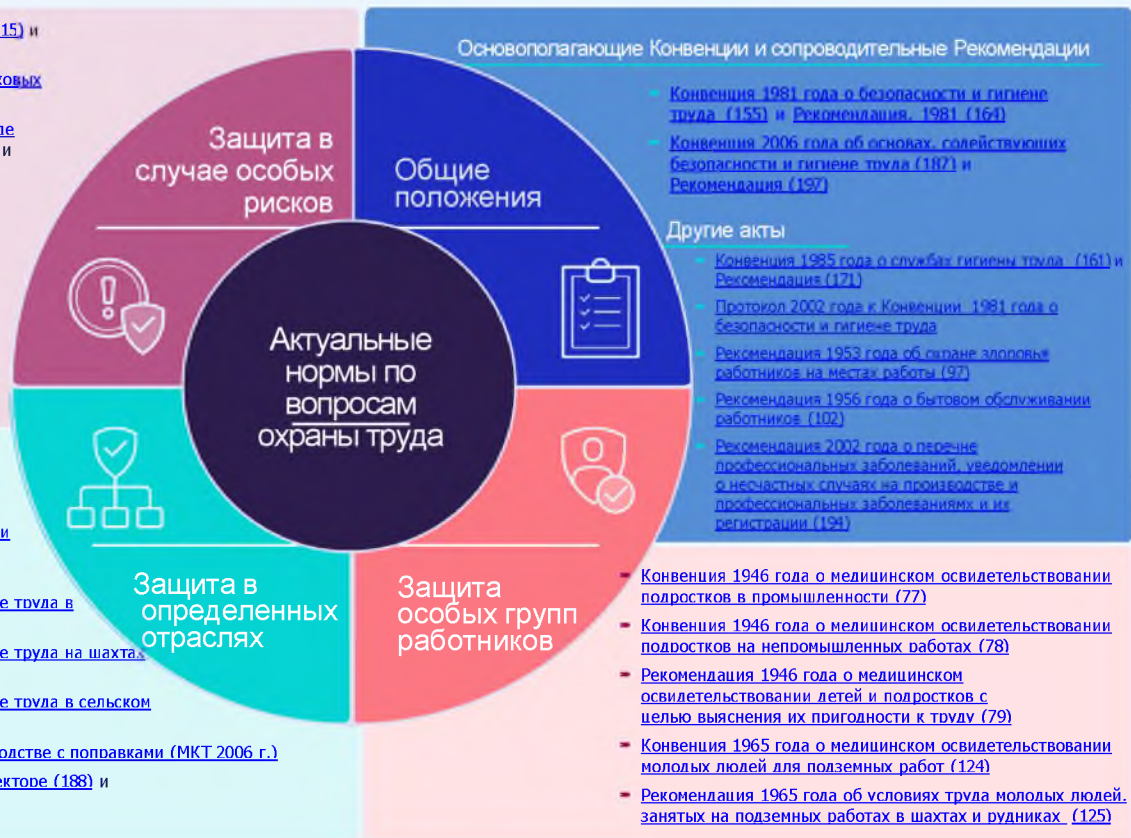 15) и
ковых
ле
и
Защита в
случае особых
рисков
Общие
положения
Актуальные
нормы по
вопросам
охраны труда
Защита в
определенных
отраслях
Защита
особых групп
работников
Основополагающие Конвенции и сопроводительные Рекомендации
Конвенция 1981 года о безопасности и гигиене
труда (155) и Рекомендация, 1981 (164)
Конвенция 2006 года об основах, содействующих
безопасности и гигиене труда (187) и
Рекомендация (197)
Другие акты
Конвенция 1985 года о службах гигиены труда (161) и
Рекомендация (171)
Протокол 2002 года к Конвенции 1981 года о
безопасности и гигиене труда
Рекомендация 1953 года об охране здоровья
работников на местах работы (97)
Рекомендация 1956 года о бытовом обслуживании
работников (102)
Рекомендация 2002 года о перечне
профессиональных заболеваний, уведомлении
о несчастных случаях на производстве и
профессиональных заболеваниямх и их
регистрации (194)
и
е труда в
е труда на шахтах
е труда в сельском
одстве с поправками (МКТ 2006 г.)
екторе (188) и
Конвенция 1946 года о медицинском освидетельствовании
подростков в промышленности (77)
Конвенция 1946 года о медицинском освидетельствовании
подростков на непромышленных работах (78)
Рекомендация 1946 года о медицинском
освидетельствовании детей и подростков с
целью выяснения их пригодности к труду (79)
Конвенция 1965 года о медицинском освидетельствовании
молодых людей для подземных работ (124)
Рекомендация 1965 года об условиях труда молодых людей,
занятых на подземных работах в шахтах и рудниках (125)